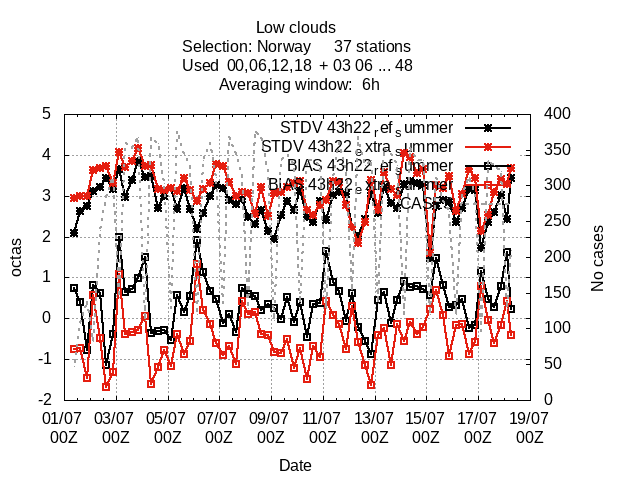 Low clouds
Selection: Norway 37 stations
Used 00,06,12,18 + 03 06 ... 48
Averaging window: 6h
STDV 43h22_ref_summer
STDV 43h22_extra_summer
BIAS 43h22_ref_summer
BIAS 43h22_extra_summer
CASES
5
4
3
2
1
0
-1
-2
octas
400
350
300
250
200
150
100
50
0
No cases
01/07 03/07 05/07 07/07 09/07 11/07 13/07 15/07 17/07 19/07
00Z 00Z 00Z 00Z 00Z 00Z 00Z 00Z 00Z 00Z
Date